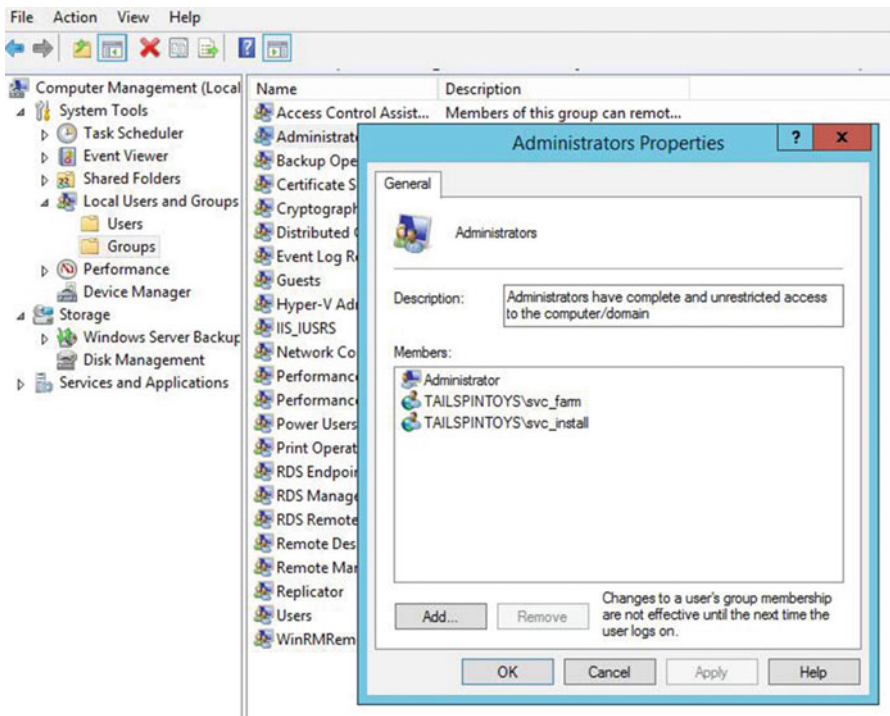 File Action View Help
Computer Management (Local
System Tools
Task Scheduler
Event Viewer
Shared Folders
Local Users and Groups
Users
Groups
Performance
Device Manager
Storage
Windows Server Backup
Disk Management
Services and Applications
Name Description
Access Control Assist... Members of this group can remot...
Administrat
Backup Ope
Certificate S
Cryptograph
Distributed
Event Log R
Guests
Hyper-V Adr
IIS_IUSRS
Network Co
Performance
Performance
Power Users
Print Operat
RDS Endpoir
RDS Manage
RDS Remote
Remote Des
Remote Mar
Replicator
Users
WinRMRem
Administrators Properties ? x
General
Administrators
Description: Administrators have complete and unrestricted access
to the computer/domain
Members:
Administrator
TAILSPINTOYS\svc_farm
TAILSPINTOYS\svc_install
Add... Remove
Changes to a user's group membership
are not effective until the next time the
user logs on.
OK Cancel Apply Help